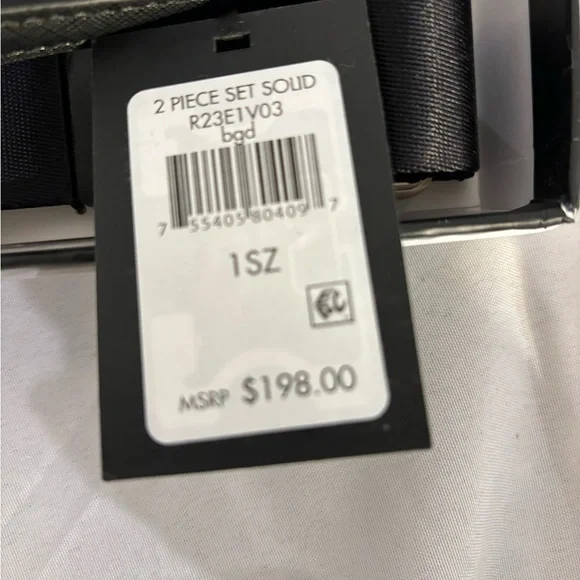 2 PIECE SET SOLID
R23E1V03
bgd
7 55405 80409 7
1SZ
MSRP $198.00